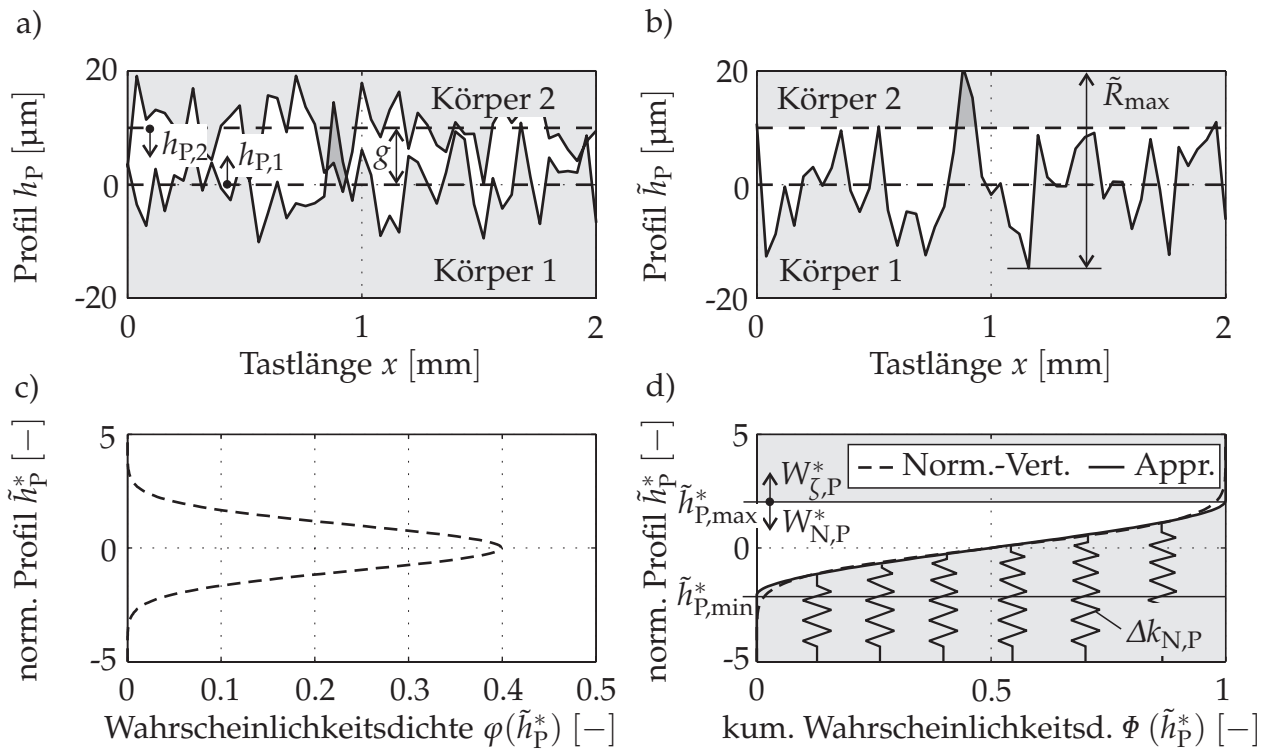 a)
Profil h_P [µm]
20
0
-20
Körper 2
h_P,2
h_P,1
g
Körper 1
0
1
2
Tastlänge x [mm]
b)
Profil h̃_P [µm]
20
0
-20
Körper 2
R̃_max
Körper 1
0
1
2
Tastlänge x [mm]
c)
norm. Profil h̃*_P [−]
5
0
-5
0
0.1
0.2
0.3
0.4
0.5
Wahrscheinlichkeitsdichte φ(h̃*_P) [−]
d)
norm. Profil h̃*_P [−]
5
0
-5
Norm.-Vert.
Appr.
W*_ζ,P
h̃*_P,max
W*_N,P
h̃*_P,min
Δk_N,P
0
0.5
1
kum. Wahrscheinlichkeitsd. Φ (h̃*_P) [−]